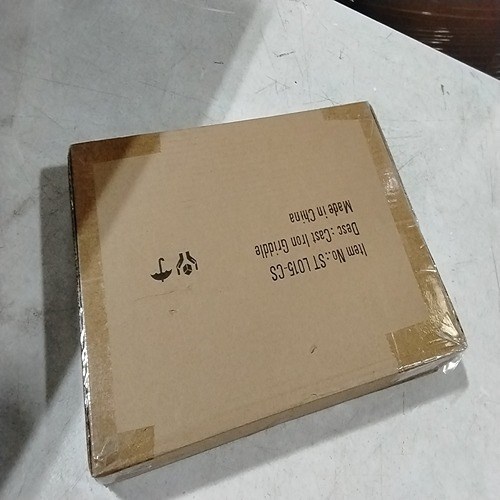 Item No.:ST L015-CS
Desc :Cast Iron Griddle
Made in China